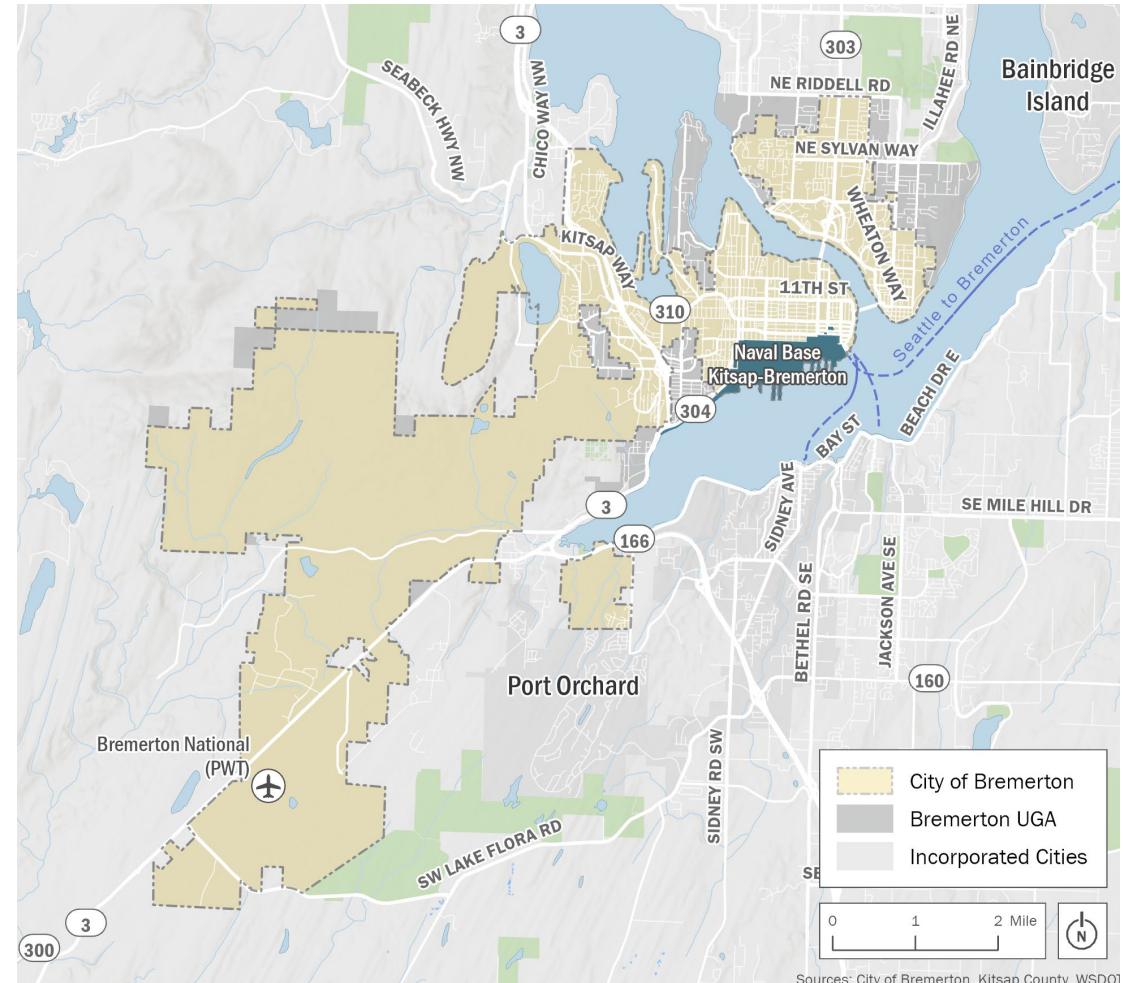 3
303
SEABECK HWY NW
CHICO WAY NW
NE RIDDELL RD
ILLAHEE RD NE
Bainbridge
Island
NE SYLVAN WAY
WHEATON WAY
KITSAP WAY
Seattle to Bremerton
11TH ST
310
Naval Base
Kitsap-Bremerton
304
BEACH DR E
BAY ST
3
166
SIDNEY AVE
SE MILE HILL DR
BETHEL RD SE
JACKSON AVE SE
160
Port Orchard
Bremerton National
(PWT)
SIDNEY RD SW
SW LAKE FLORA RD
SE
3
300
City of Bremerton
Bremerton UGA
Incorporated Cities
0 1 2 Mile
N
Sources: City of Bremerton, Kitsap County, WSDOT